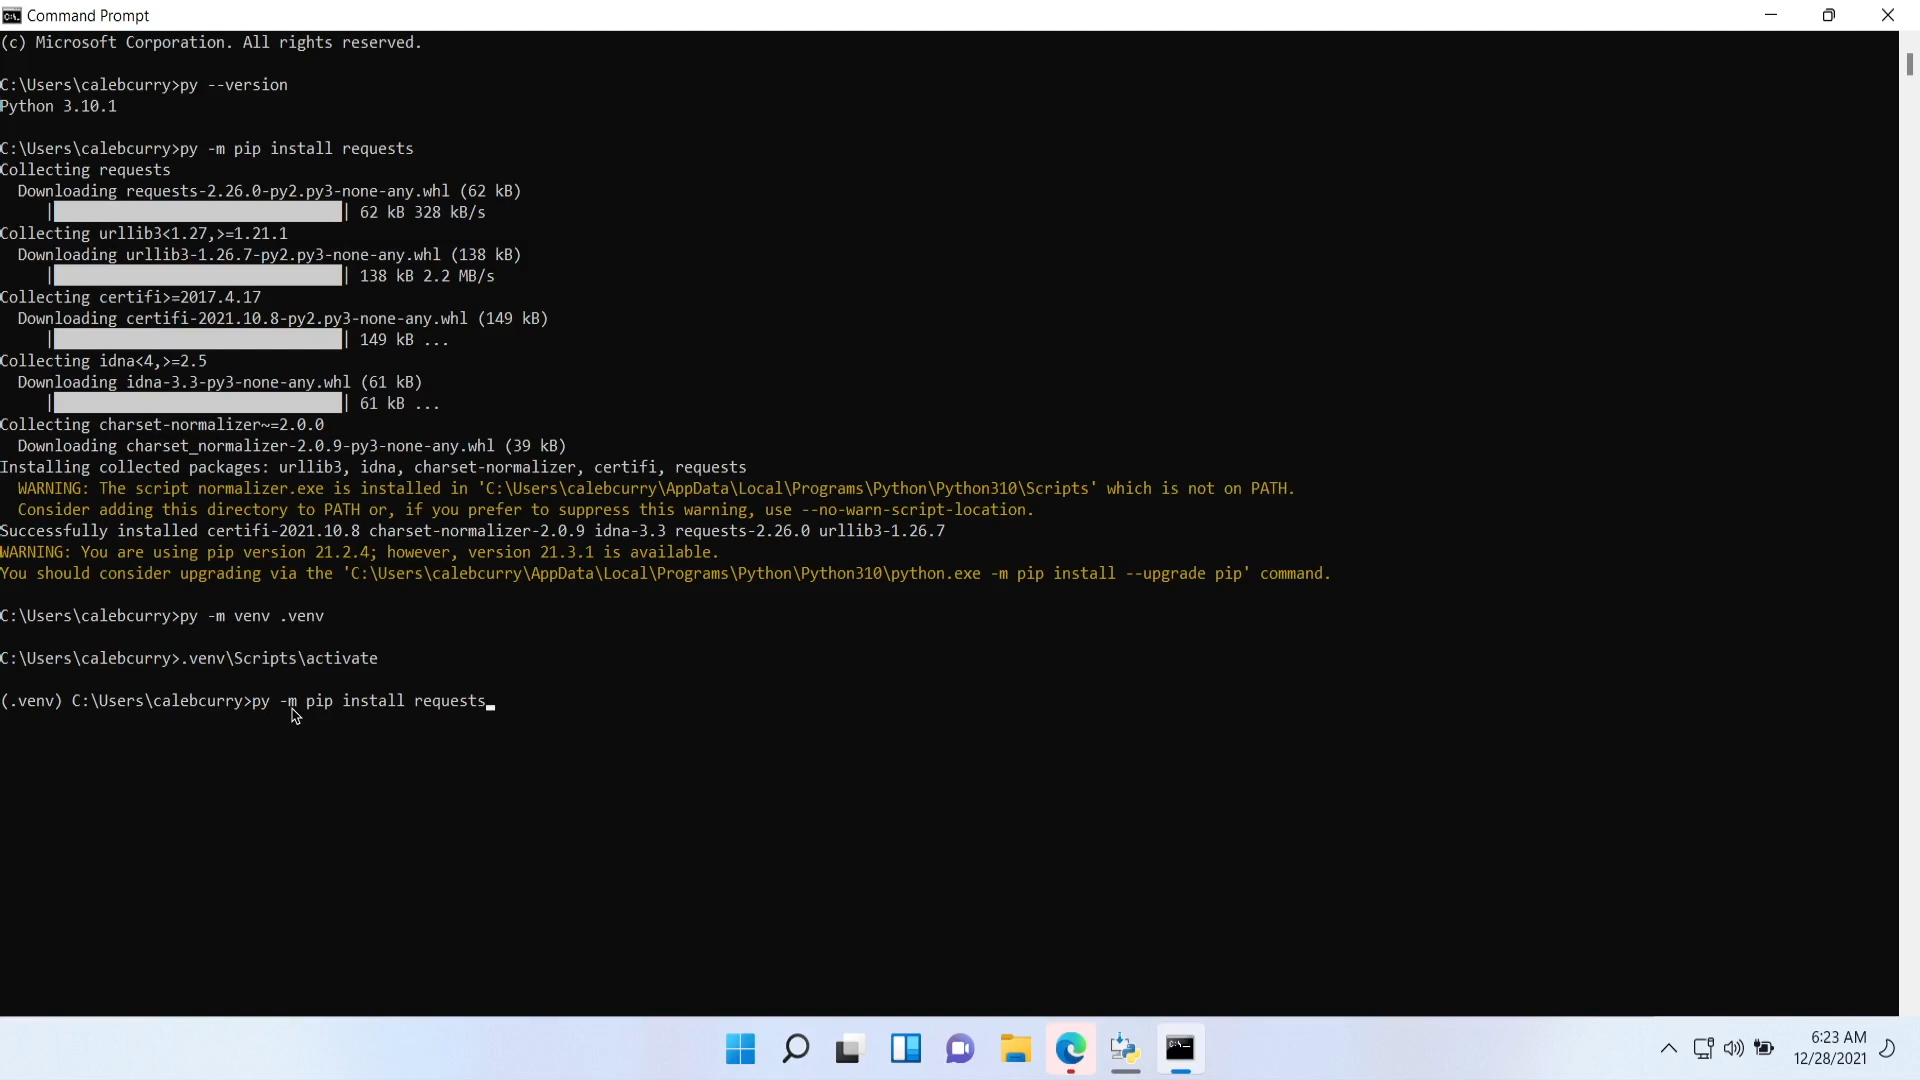 Command Prompt
(c) Microsoft Corporation. All rights reserved.
C:\Users\calebcurry>py --version
Python 3.10.1
C:\Users\calebcurry>py -m pip install requests
Collecting requests
Downloading requests-2.26.0-py2.py3-none-any.whl (62 kB)
| | 62 kB 328 kB/s
Collecting urllib3<1.27,>=1.21.1
Downloading urllib3-1.26.7-py2.py3-none-any.whl (138 kB)
| | 138 kB 2.2 MB/s
Collecting certifi>=2017.4.17
Downloading certifi-2021.10.8-py2.py3-none-any.whl (149 kB)
| | 149 kB ...
Collecting idna<4,>=2.5
Downloading idna-3.3-py3-none-any.whl (61 kB)
| | 61 kB ...
Collecting charset-normalizer~=2.0.0
Downloading charset_normalizer-2.0.9-py3-none-any.whl (39 kB)
Installing collected packages: urllib3, idna, charset-normalizer, certifi, requests
WARNING: The script normalizer.exe is installed in 'C:\Users\calebcurry\AppData\Local\Programs\Python\Python310\Scripts' which is not on PATH.
Consider adding this directory to PATH or, if you prefer to suppress this warning, use --no-warn-script-location.
Successfully installed certifi-2021.10.8 charset-normalizer-2.0.9 idna-3.3 requests-2.26.0 urllib3-1.26.7
WARNING: You are using pip version 21.2.4; however, version 21.3.1 is available.
You should consider upgrading via the 'C:\Users\calebcurry\AppData\Local\Programs\Python\Python310\python.exe -m pip install --upgrade pip' command.
C:\Users\calebcurry>py -m venv .venv
C:\Users\calebcurry>.venv\Scripts\activate
(.venv) C:\Users\calebcurry>py -m pip install requests
6:23 AM
12/28/2021